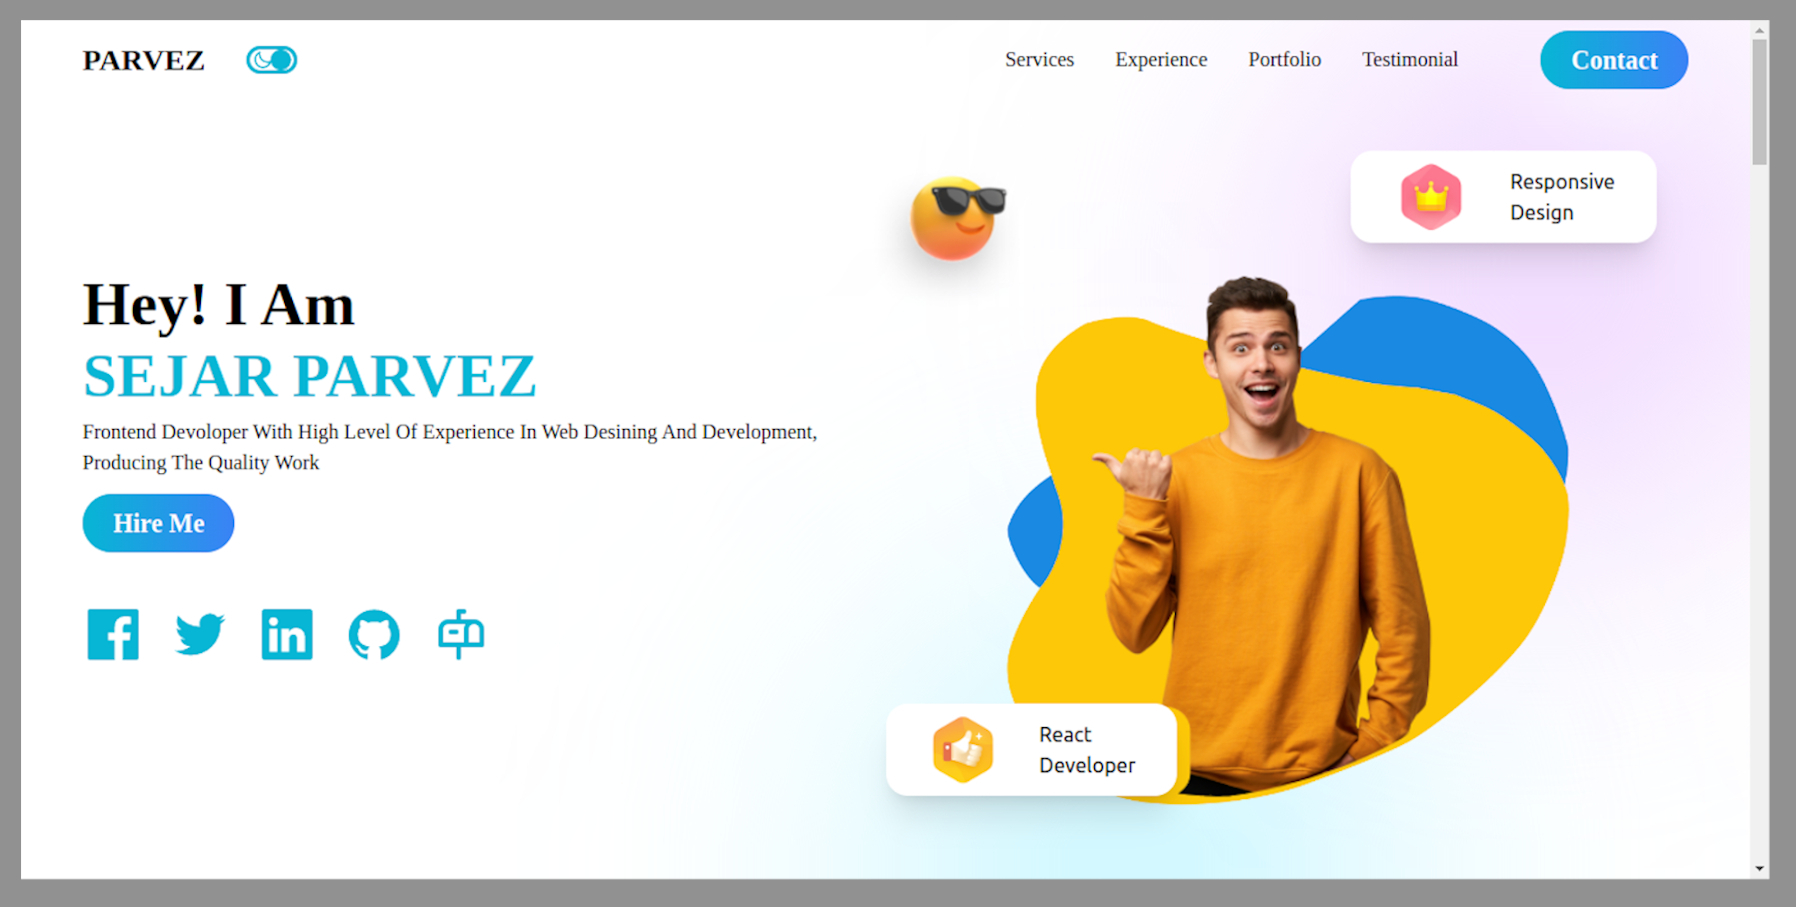 PARVEZ
Services
Experience
Portfolio
Testimonial
Contact
Responsive
Design
Hey! I Am
SEJAR PARVEZ
Frontend Devoloper With High Level Of Experience In Web Desining And Development,
Producing The Quality Work
Hire Me
React
Developer